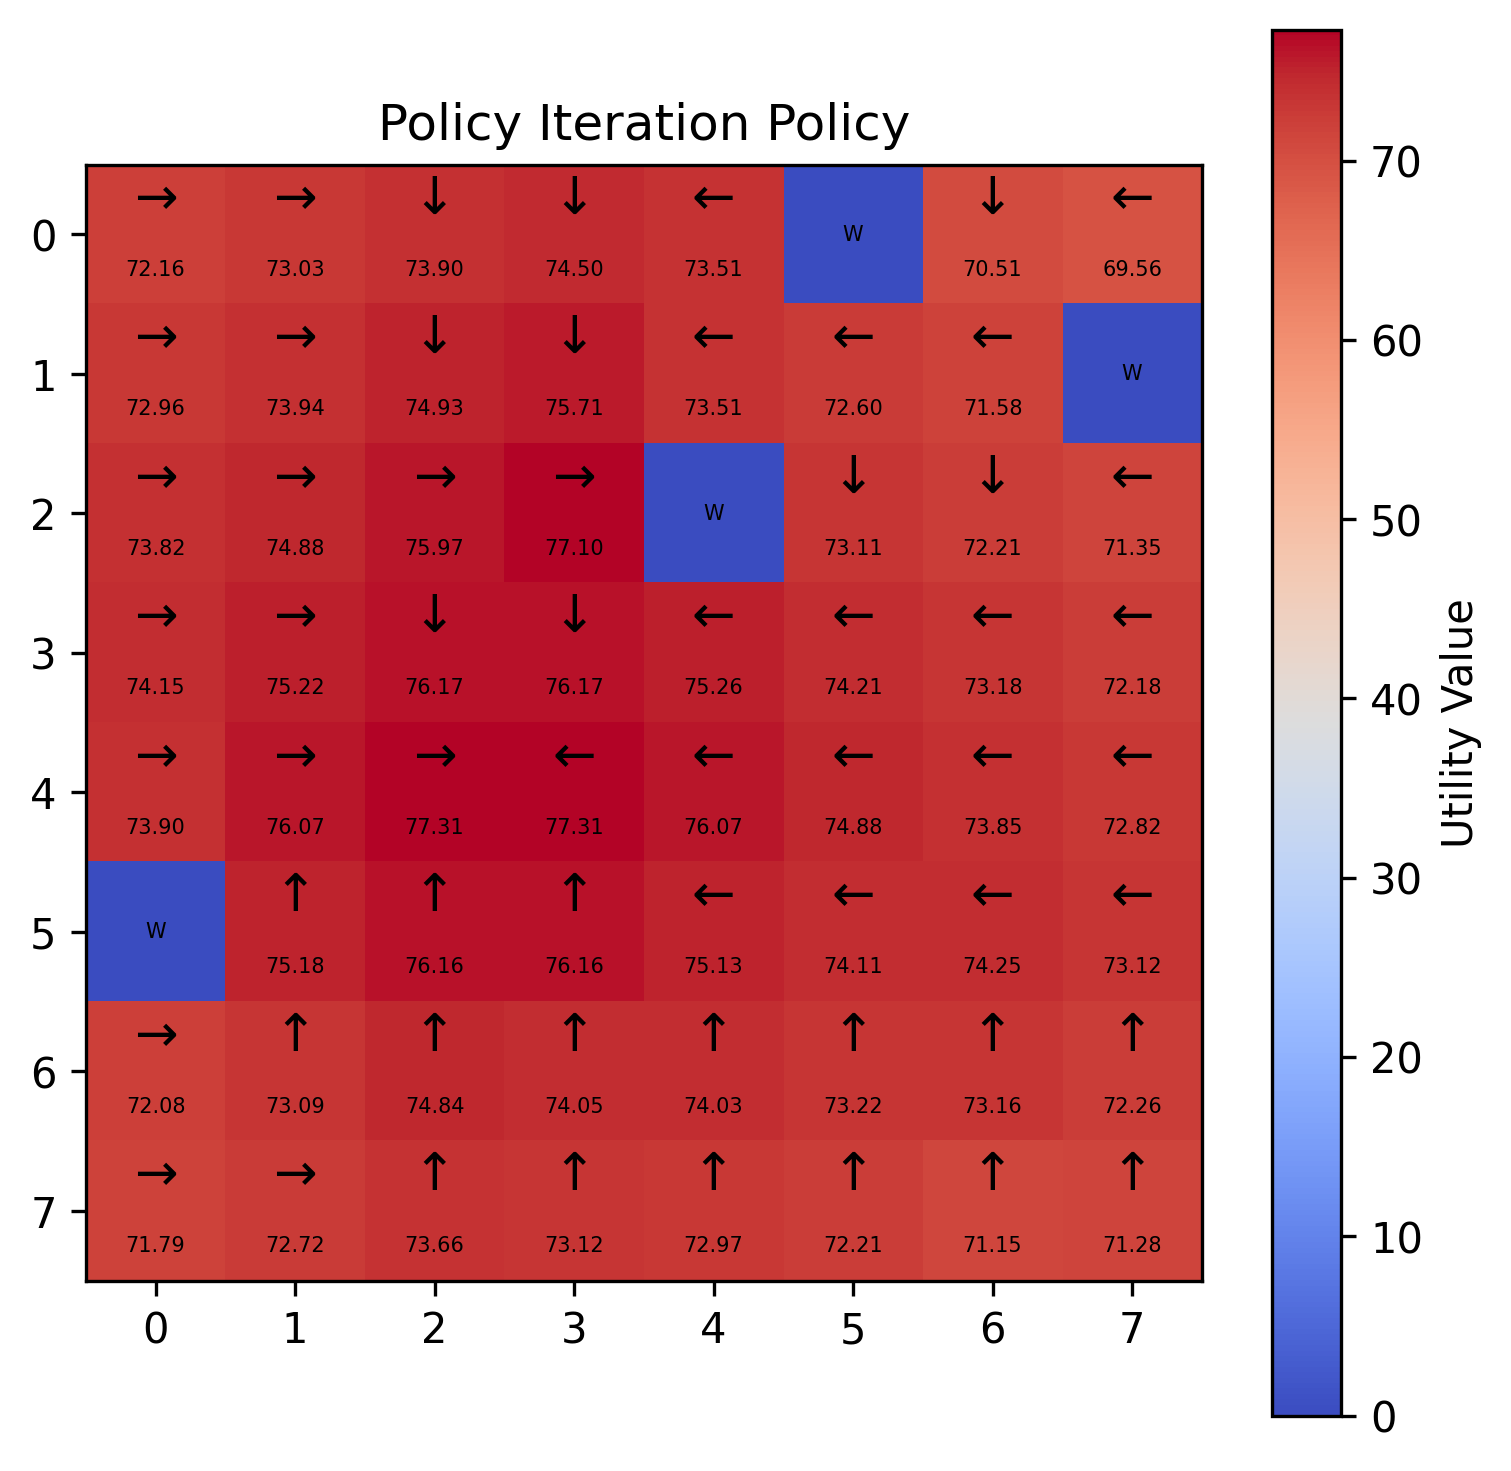 Policy Iteration Policy
→ → ↓ ↓ ← W ↓ ←
0 72.16 73.03 73.90 74.50 73.51 70.51 69.56
→ → ↓ ↓ ← ← ← W
1 72.96 73.94 74.93 75.71 73.51 72.60 71.58
→ → → → W ↓ ↓ ←
2 73.82 74.88 75.97 77.10 73.11 72.21 71.35
→ → ↓ ↓ ← ← ← ←
3 74.15 75.22 76.17 76.17 75.26 74.21 73.18 72.18
→ → → ← ← ← ← ←
4 73.90 76.07 77.31 77.31 76.07 74.88 73.85 72.82
W ↑ ↑ ↑ ← ← ← ←
5 75.18 76.16 76.16 75.13 74.11 74.25 73.12
→ ↑ ↑ ↑ ↑ ↑ ↑ ↑
6 72.08 73.09 74.84 74.05 74.03 73.22 73.16 72.26
→ → ↑ ↑ ↑ ↑ ↑ ↑
7 71.79 72.72 73.66 73.12 72.97 72.21 71.15 71.28
0 1 2 3 4 5 6 7
70
60
50
40
30
20
10
0
Utility Value